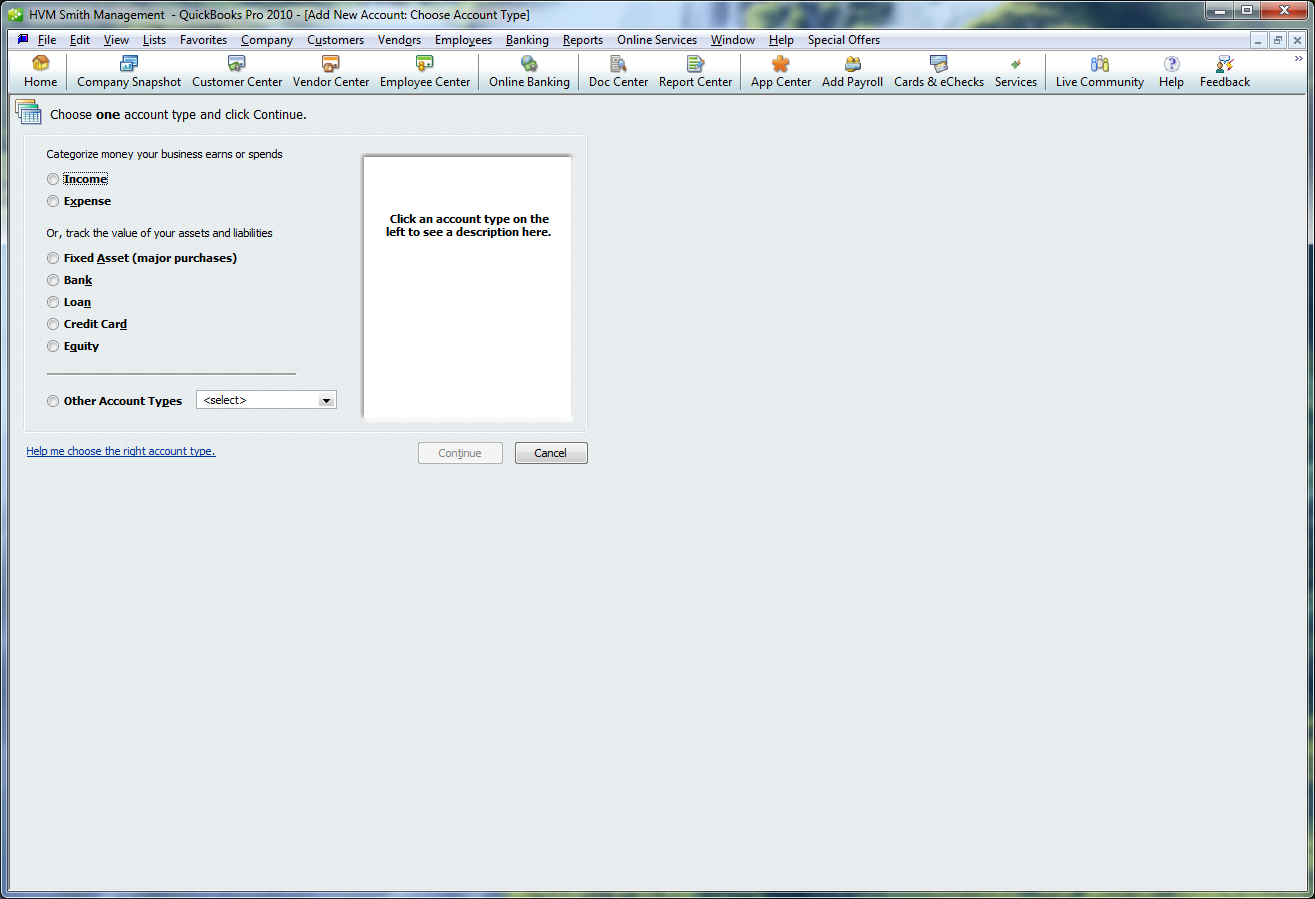 HVM Smith Management - QuickBooks Pro 2010 - [Add New Account: Choose Account Type]
File Edit View Lists Favorites Company Customers Vendors Employees Banking Reports Online Services Window Help Special Offers
Home Company Snapshot Customer Center Vendor Center Employee Center Online Banking Doc Center Report Center App Center Add Payroll Cards & eChecks Services Live Community Help Feedback
Choose one account type and click Continue.
Categorize money your business earns or spends
Income
Expense
Or, track the value of your assets and liabilities
Fixed Asset (major purchases)
Bank
Loan
Credit Card
Equity
Other Account Types <select>
Click an account type on the
left to see a description here.
Help me choose the right account type.
Continue Cancel